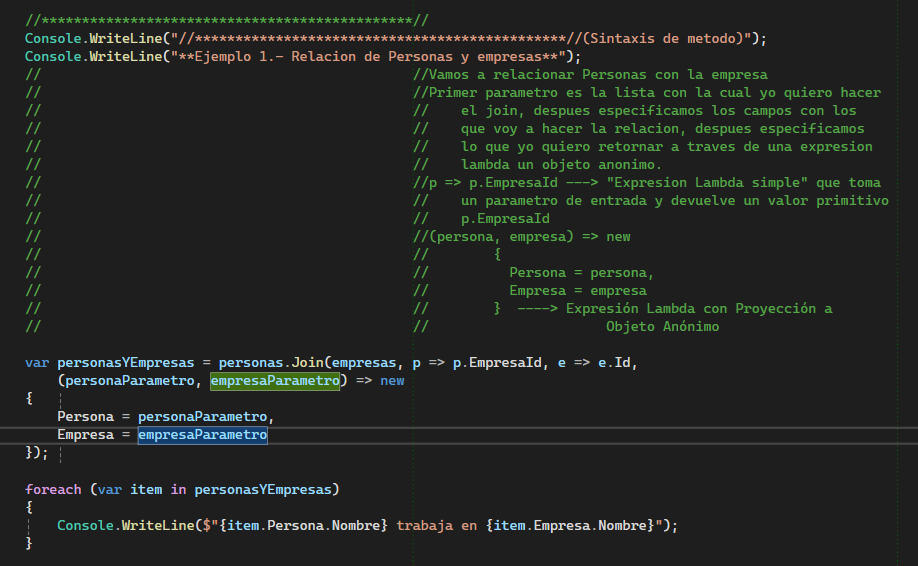 //**********************************************//
Console.WriteLine("//**********************************************//(Sintaxis de metodo)");
Console.WriteLine("**Ejemplo 1.- Relacion de Personas y empresas**");
// //Vamos a relacionar Personas con la empresa
// //Primer parametro es la lista con la cual yo quiero hacer
// // el join, despues especificamos los campos con los
// // que voy a hacer la relacion, despues especificamos
// // lo que yo quiero retornar a traves de una expresion
// // lambda un objeto anonimo.
// //p => p.EmpresaId ---> "Expresion Lambda simple" que toma
// // un parametro de entrada y devuelve un valor primitivo
// // p.EmpresaId
// //(persona, empresa) => new
// // {
// // Persona = persona,
// // Empresa = empresa
// // } ----> Expresión Lambda con Proyección a
// // Objeto Anónimo
var personasYEmpresas = personas.Join(empresas, p => p.EmpresaId, e => e.Id,
(personaParametro, empresaParametro) => new
{
Persona = personaParametro,
Empresa = empresaParametro
});
foreach (var item in personasYEmpresas)
{
Console.WriteLine($"{item.Persona.Nombre} trabaja en {item.Empresa.Nombre}");
}